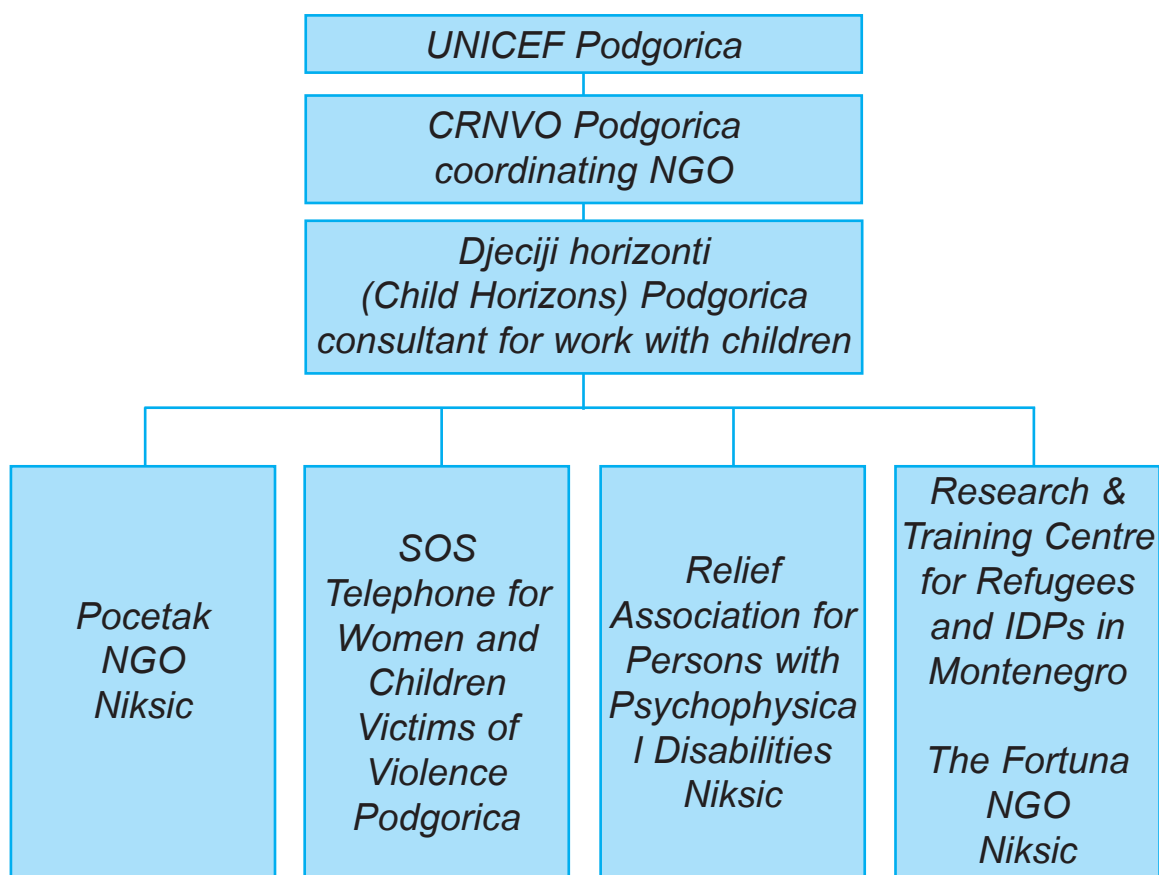 UNICEF Podgorica
CRNVO Podgorica
coordinating NGO
Djeciji horizonti
(Child Horizons) Podgorica
consultant for work with children
Pocetak
NGO
Niksic
SOS
Telephone for
Women and
Children
Victims of
Violence
Podgorica
Relief
Association for
Persons with
Psychophysica
l Disabilities
Niksic
Research &
Training Centre
for Refugees
and IDPs in
Montenegro
The Fortuna
NGO
Niksic